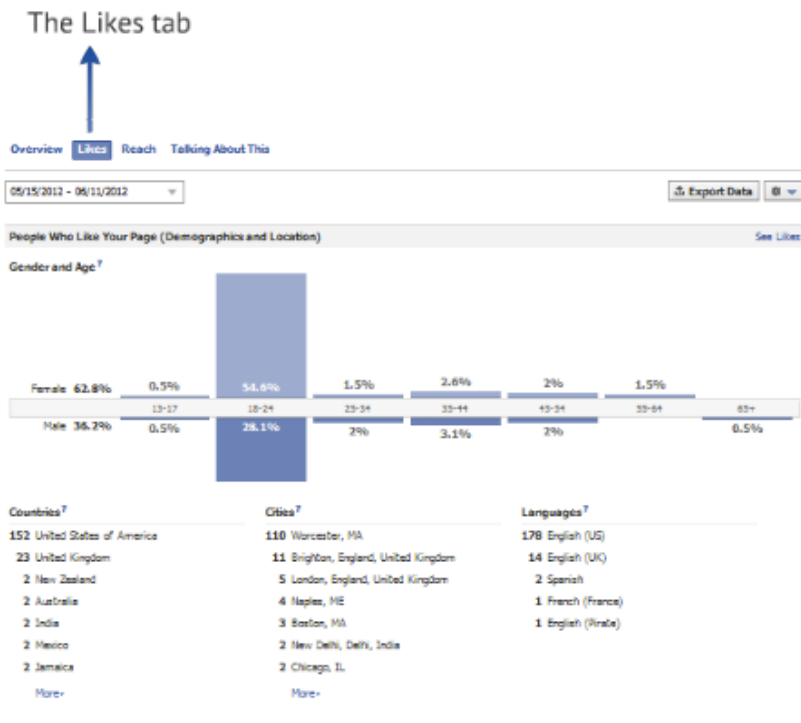 The Likes tab
Overview Likes Reach Talking About This
05/15/2012 - 06/11/2012
Export Data
People Who Like Your Page (Demographics and Location) See Likes
Gender and Age ?
Female 62.8% 0.5% 54.6% 1.5% 2.6% 2% 1.5%
13-17 18-24 25-34 35-44 45-54 55-64 65+
Male 36.2% 0.5% 28.1% 2% 3.1% 2% 0.5%
Countries ? Cities ? Languages ?
152 United States of America 110 Worcester, MA 178 English (US)
23 United Kingdom 11 Brighton, England, United Kingdom 14 English (UK)
2 New Zealand 5 London, England, United Kingdom 2 Spanish
2 Australia 4 Naples, ME 1 French (France)
2 India 3 Boston, MA 1 English (Pirate)
2 Mexico 2 New Delhi, Delhi, India
2 Jamaica 2 Chicago, IL
More More